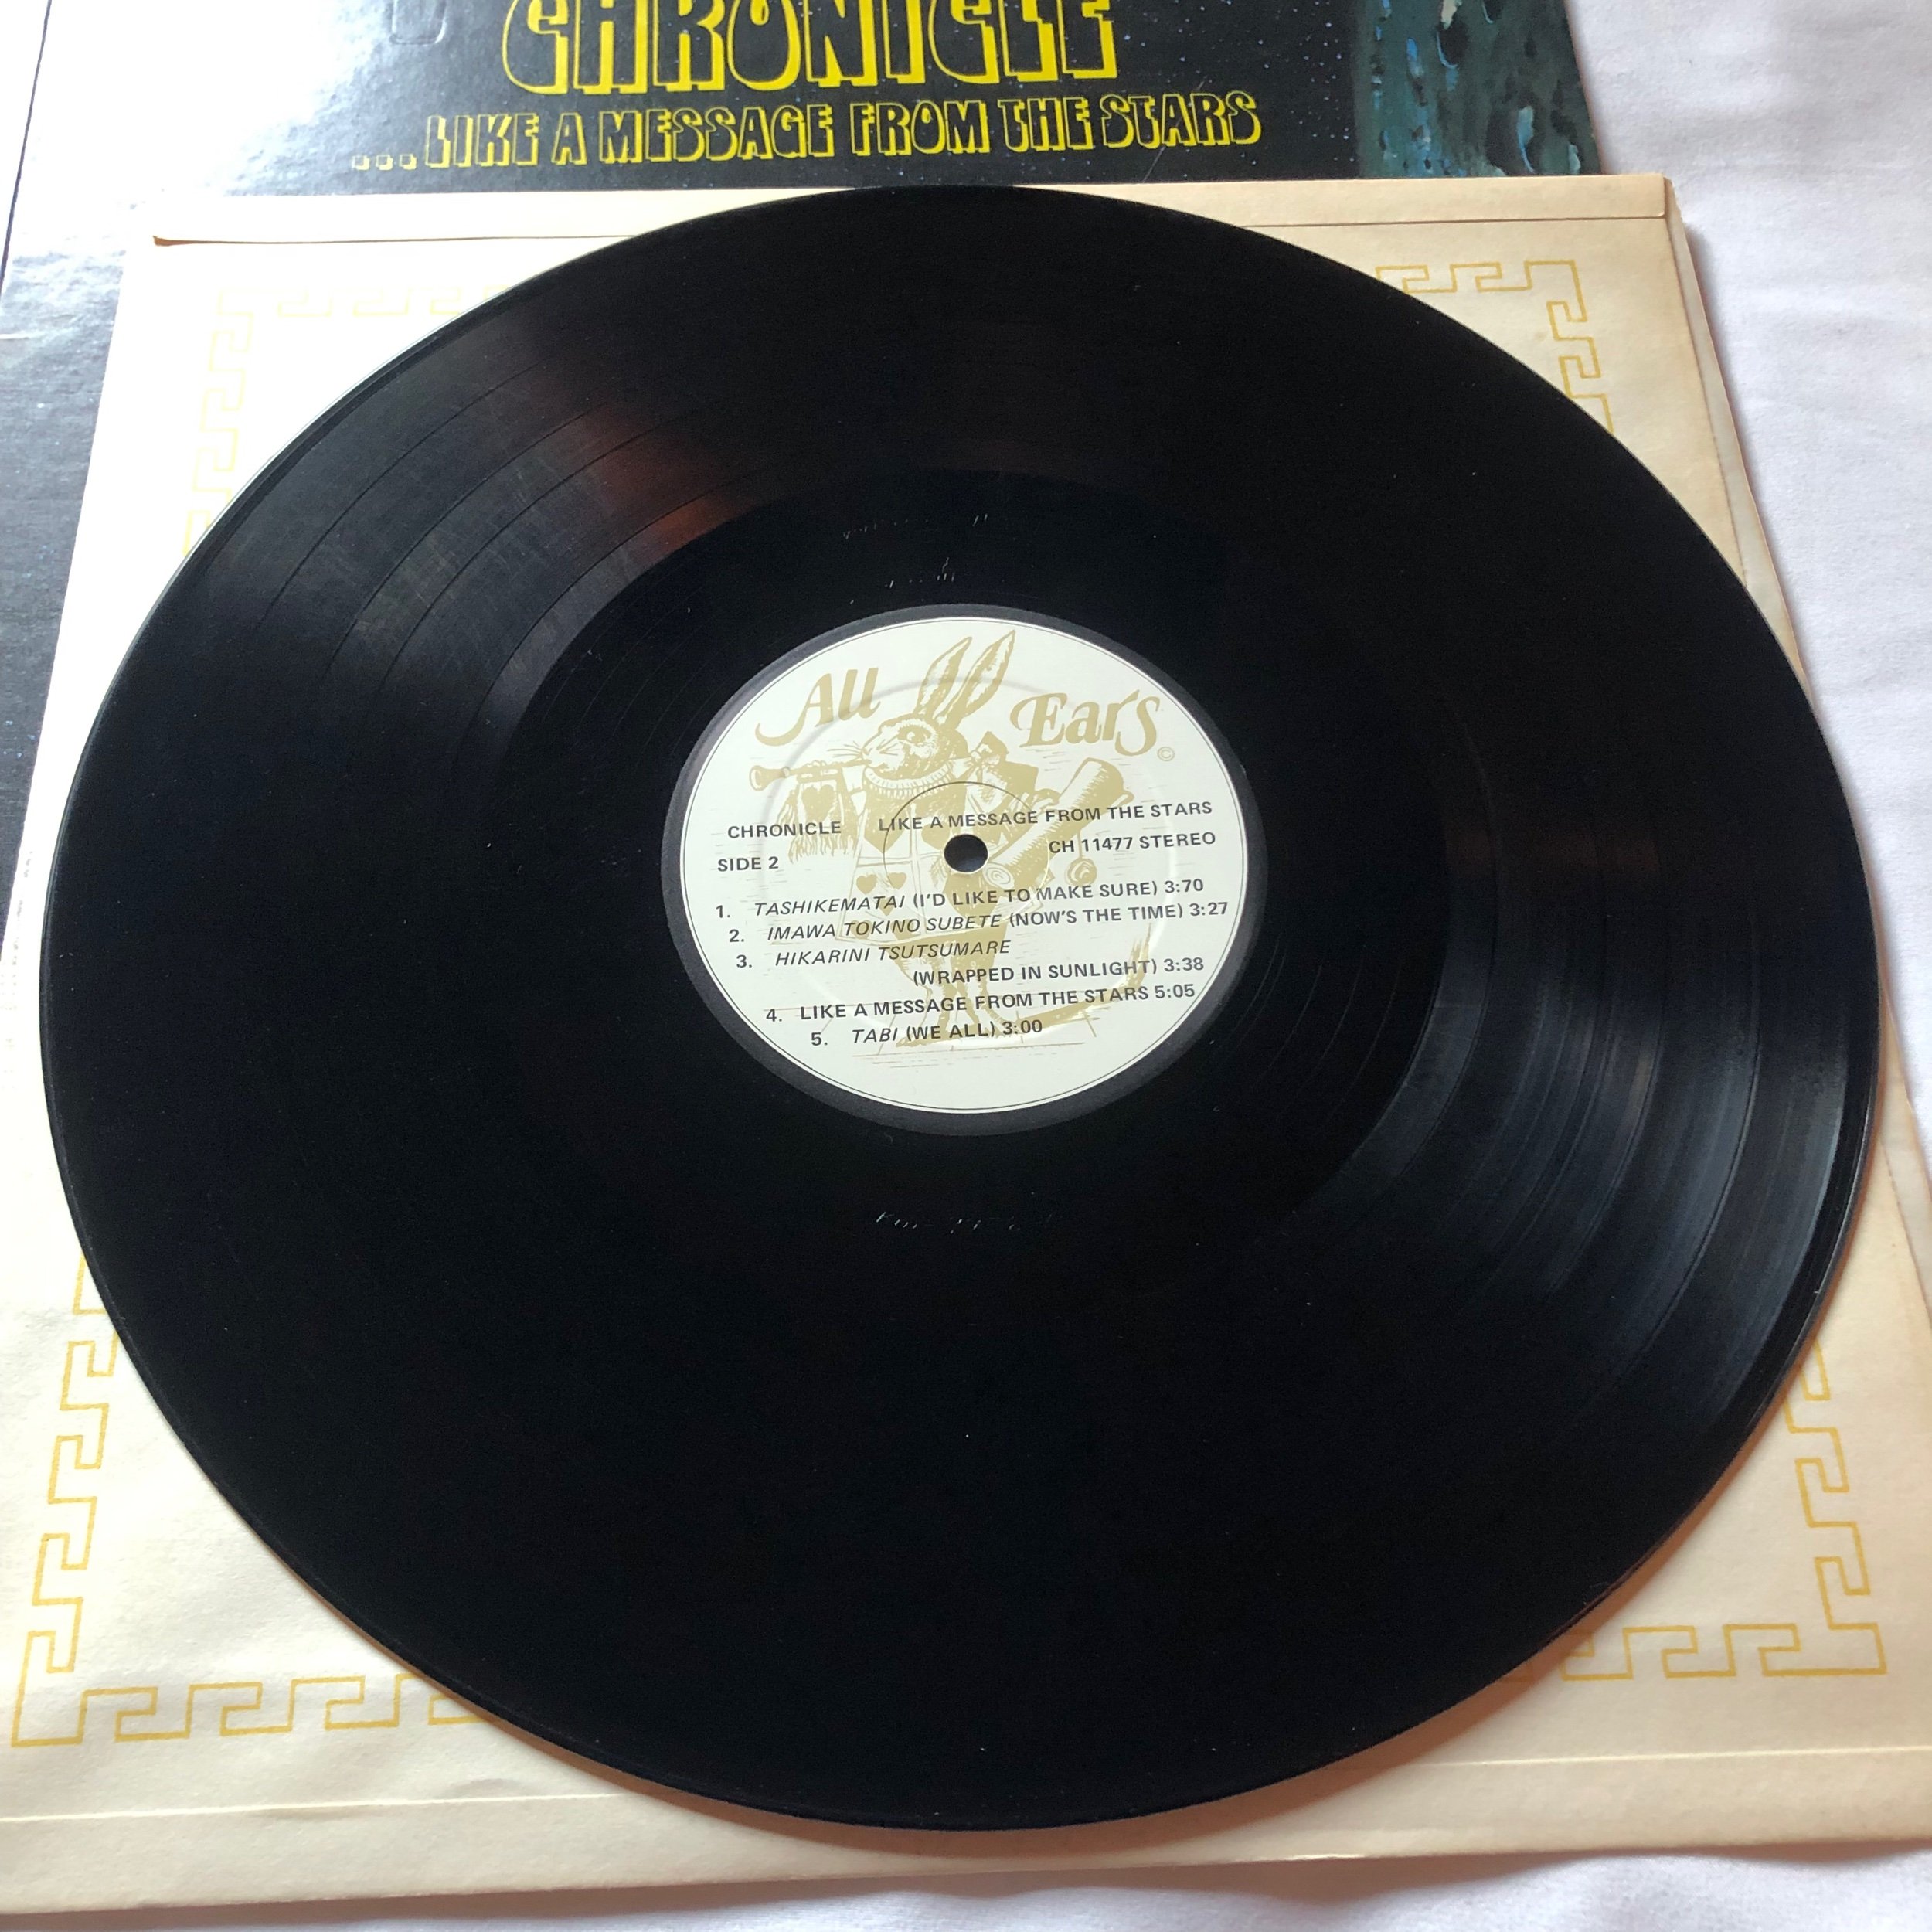 CHRONICLE
...LIKE A MESSAGE FROM THE STARS
All Ears ©
CHRONICLE LIKE A MESSAGE FROM THE STARS
SIDE 2 CH 11477 STEREO
1. TASHIKEMATAI (I'D LIKE TO MAKE SURE) 3:70
2. IMAWA TOKINO SUBETE (NOW'S THE TIME) 3:27
3. HIKARINI TSUTSUMARE
(WRAPPED IN SUNLIGHT) 3:38
4. LIKE A MESSAGE FROM THE STARS 5:05
5. TABI (WE ALL) 3:00